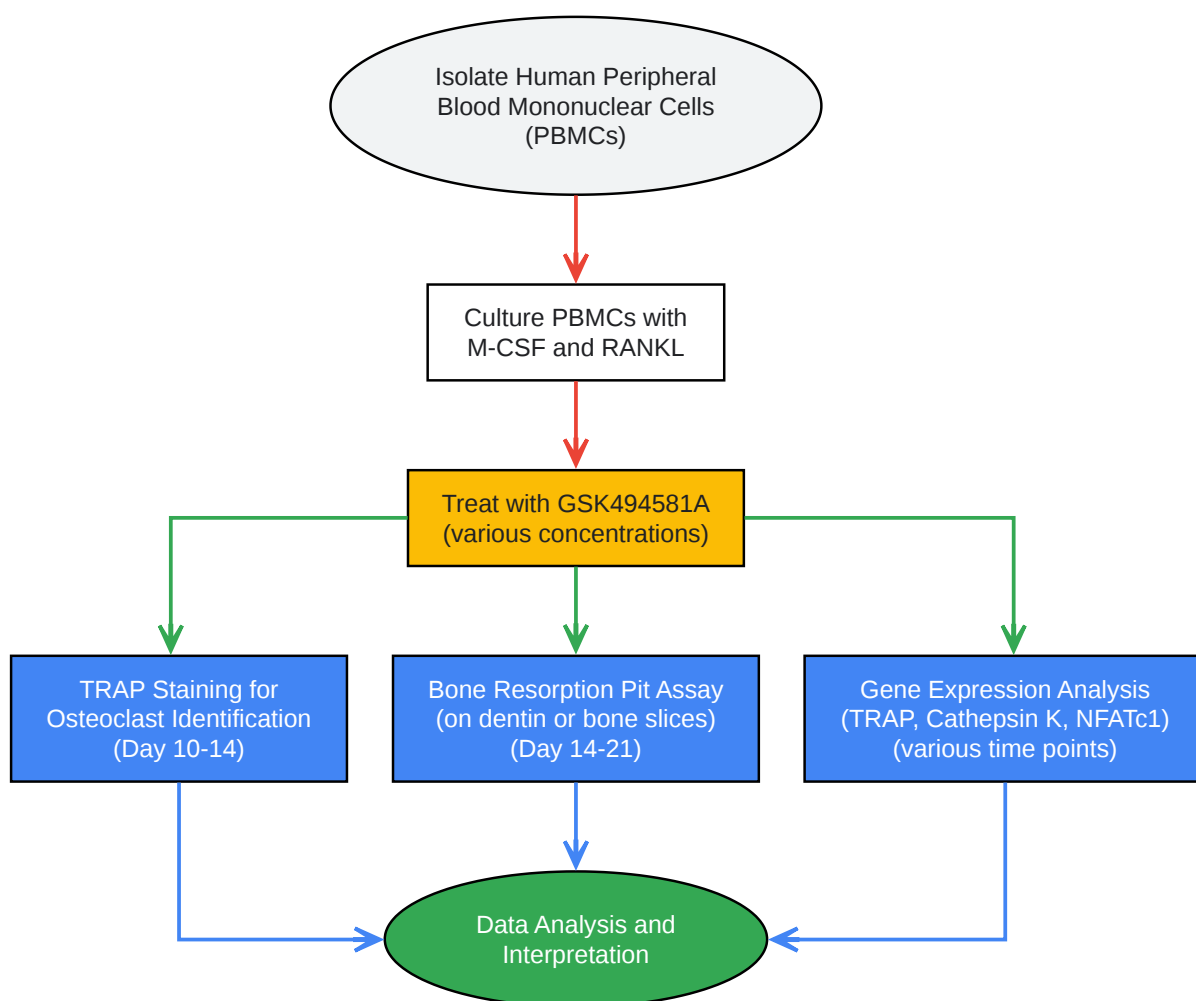 Isolate Human Peripheral
Blood Mononuclear Cells
(PBMCs)
Culture PBMCs with
M-CSF and RANKL
Treat with GSK494581A
(various concentrations)
TRAP Staining for
Osteoclast Identification
(Day 10-14)
Bone Resorption Pit Assay
(on dentin or bone slices)
(Day 14-21)
Gene Expression Analysis
(TRAP, Cathepsin K, NFATc1)
(various time points)
Data Analysis and
Interpretation